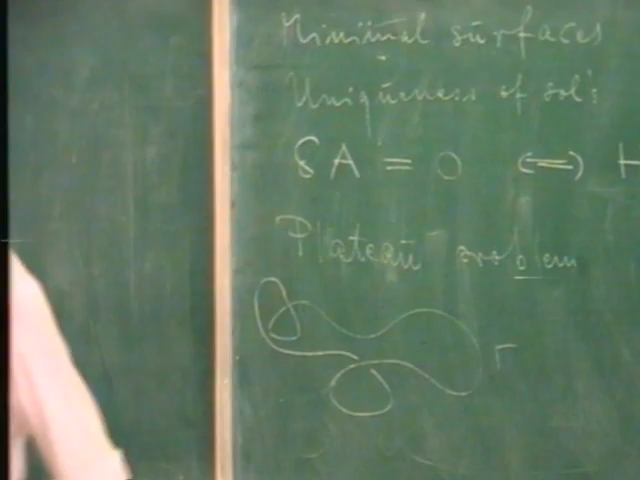 Minimal surfaces
Uniqueness of sol's
δA = 0 ⟺ H
Plateau problem
Γ